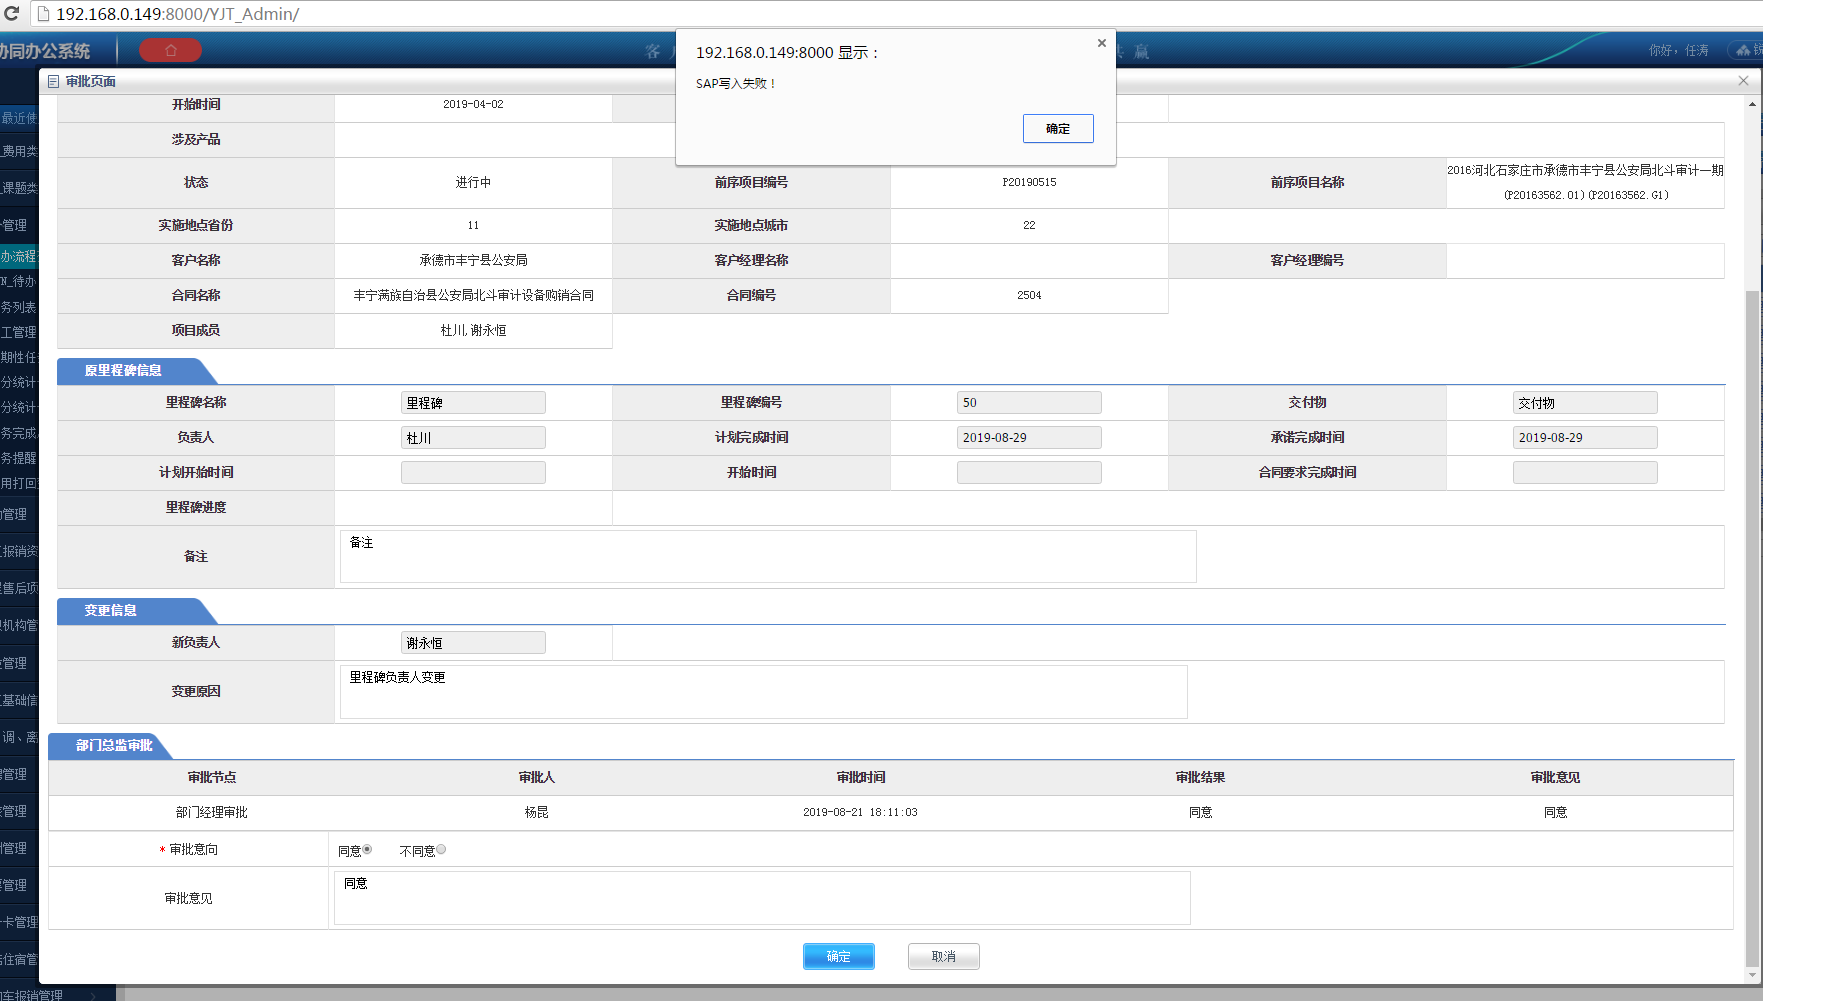 192.168.0.149:8000/YJT_Admin/
协同办公系统
客
共 赢
你好，任涛
192.168.0.149:8000 显示：
SAP写入失败！
确定
审批页面
开始时间 2019-04-02
涉及产品
状态 进行中 前序项目编号 P20190515 前序项目名称 2016河北石家庄市承德市丰宁县公安局北斗审计一期
(P20163562.01)(P20163562.G1)
实施地点省份 11 实施地点城市 22
客户名称 承德市丰宁县公安局 客户经理名称 客户经理编号
合同名称 丰宁满族自治县公安局北斗审计设备购销合同 合同编号 2504
项目成员 杜川,谢永恒
原里程碑信息
里程碑名称 里程碑 里程碑编号 50 交付物 交付物
负责人 杜川 计划完成时间 2019-08-29 承诺完成时间 2019-08-29
计划开始时间 开始时间 合同要求完成时间
里程碑进度
备注 备注
变更信息
新负责人 谢永恒
变更原因 里程碑负责人变更
部门总监审批
审批节点 审批人 审批时间 审批结果 审批意见
部门经理审批 杨昆 2019-08-21 18:11:03 同意 同意
* 审批意向 同意 不同意
审批意见 同意
确定 取消
最近使
费用类
课题类
管理
办流程
N_待办
务列表
工管理
期性任
分统计
分统计
务完成
务提醒
用打回
管理
报销资
售后项
机构管
管理
基础信
调、离
管理
管理
管理
管理
卡管理
住宿管
车报销管理